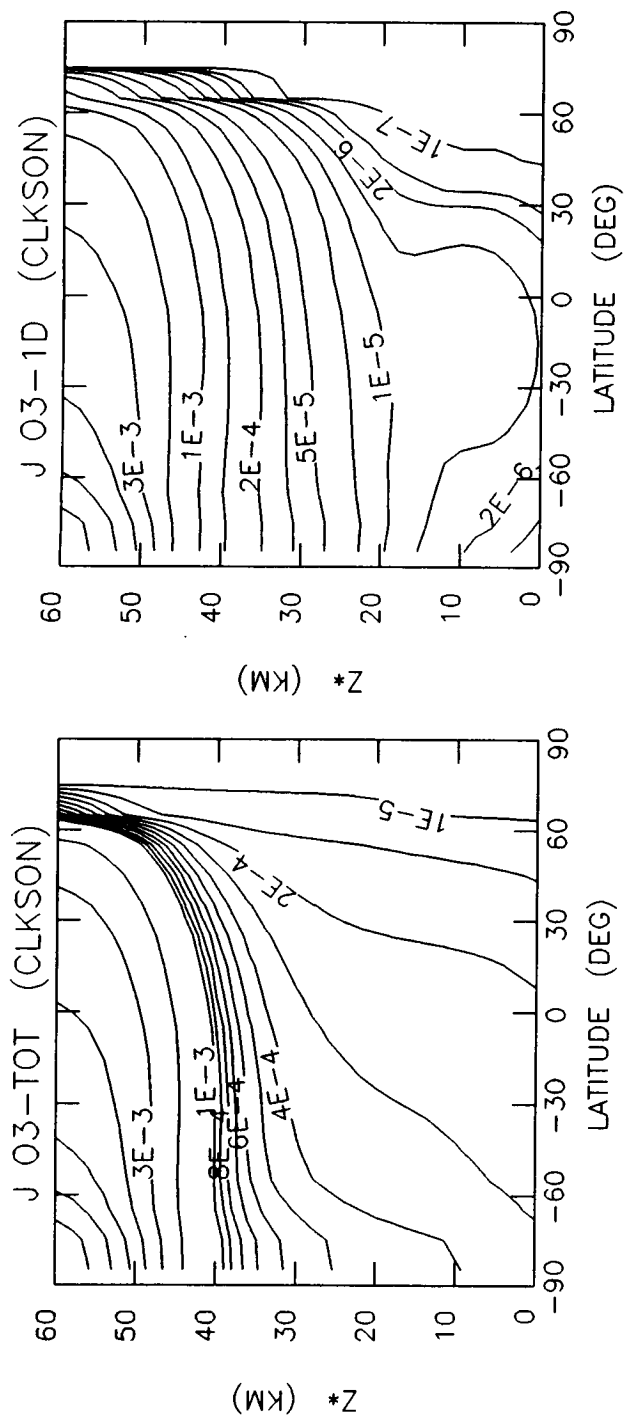 J O3-TOT (CLKSON)
60
50
40
30
20
10
0
Z* (KM)
3E-3
1E-3
8E-4
6E-4
4E-4
2E-4
1E-5
-90
-60
-30
0
30
60
90
LATITUDE (DEG)
J O3-1D (CLKSON)
60
50
40
30
20
10
0
Z* (KM)
3E-3
1E-3
2E-4
5E-5
1E-5
2E-6
1E-7
2E-6
-90
-60
-30
0
30
60
90
LATITUDE (DEG)